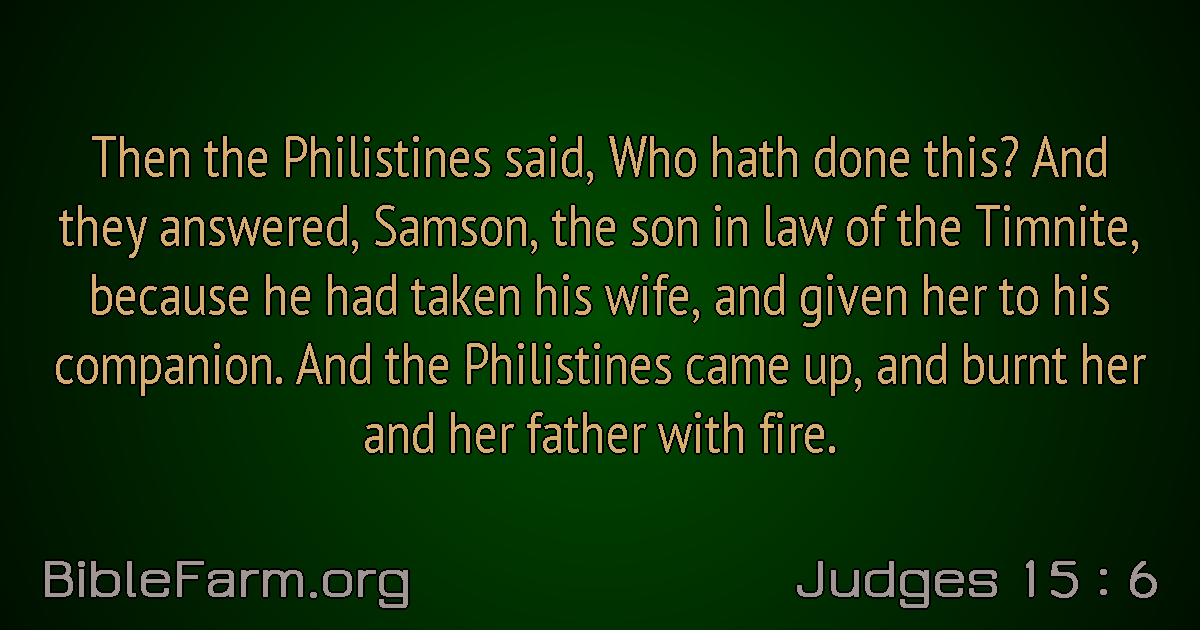 Then the Philistines said, Who hath done this? And
they answered, Samson, the son in law of the Timnite,
because he had taken his wife, and given her to his
companion. And the Philistines came up, and burnt her
and her father with fire.
BibleFarm.org
Judges 15 : 6